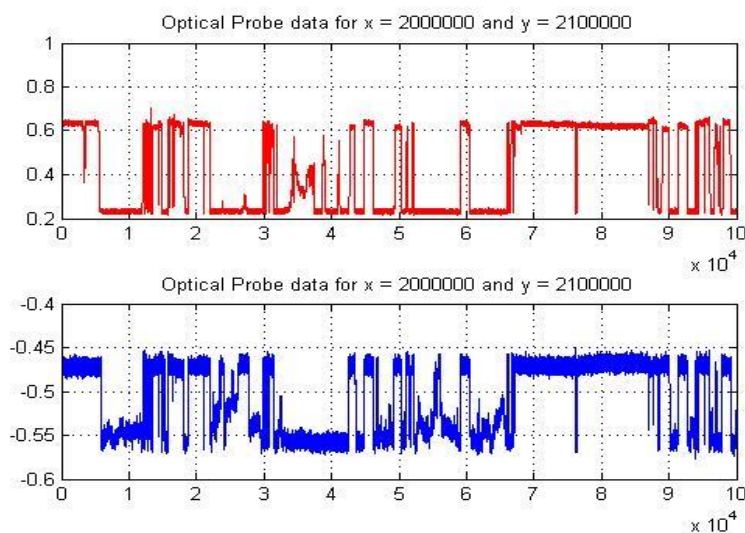 Optical Probe data for x = 2000000 and y = 2100000
1
0.8
0.6
0.4
0.2
0 1 2 3 4 5 6 7 8 9 10
x 10^4
Optical Probe data for x = 2000000 and y = 2100000
-0.4
-0.45
-0.5
-0.55
-0.6
0 1 2 3 4 5 6 7 8 9 10
x 10^4